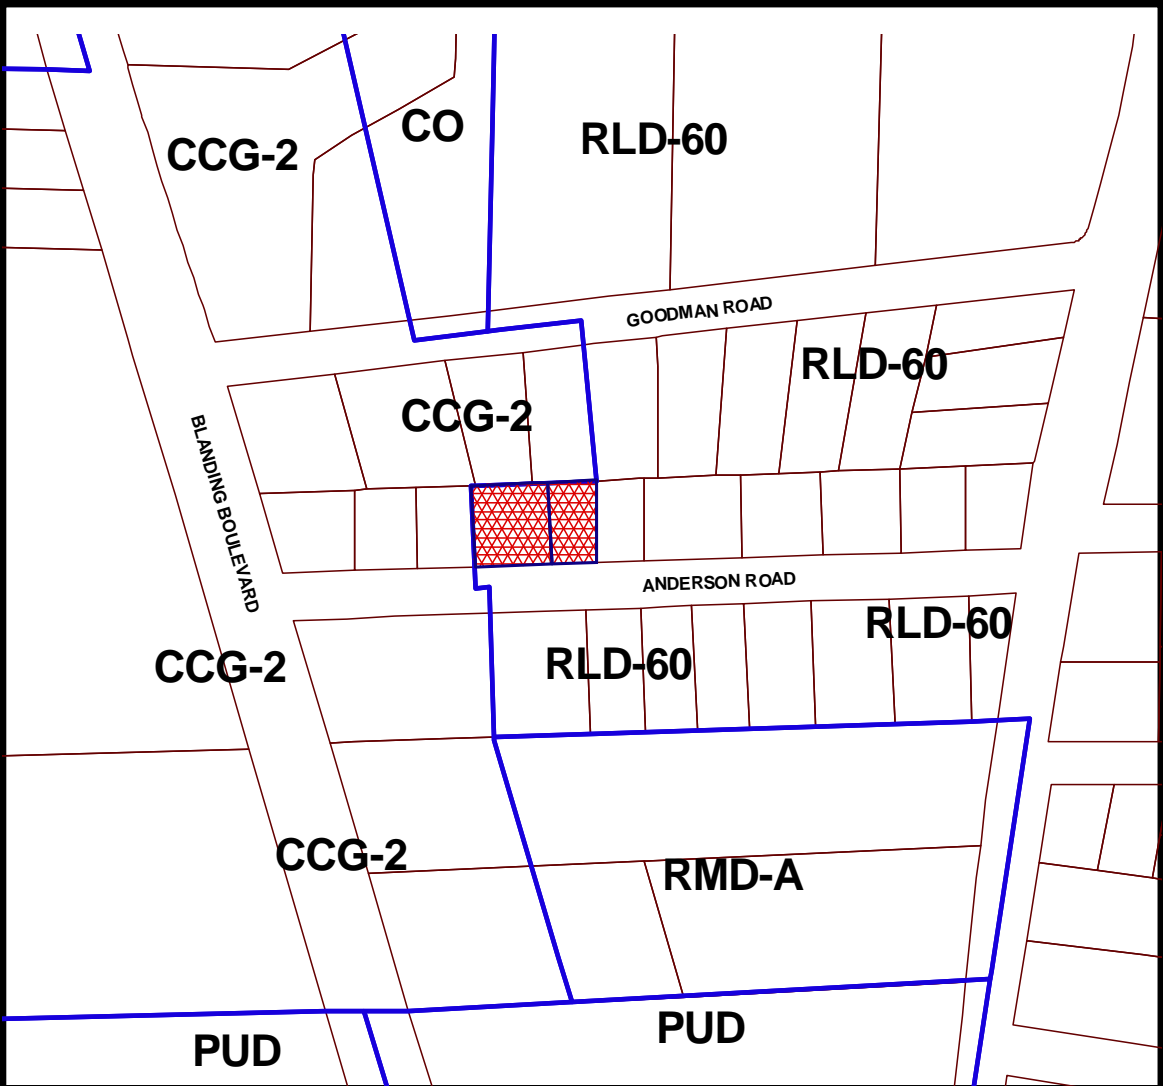 CO
RLD-60
CCG-2
GOODMAN ROAD
RLD-60
CCG-2
BLANDING BOULEVARD
ANDERSON ROAD
RLD-60
RLD-60
CCG-2
CCG-2
RMD-A
PUD
PUD